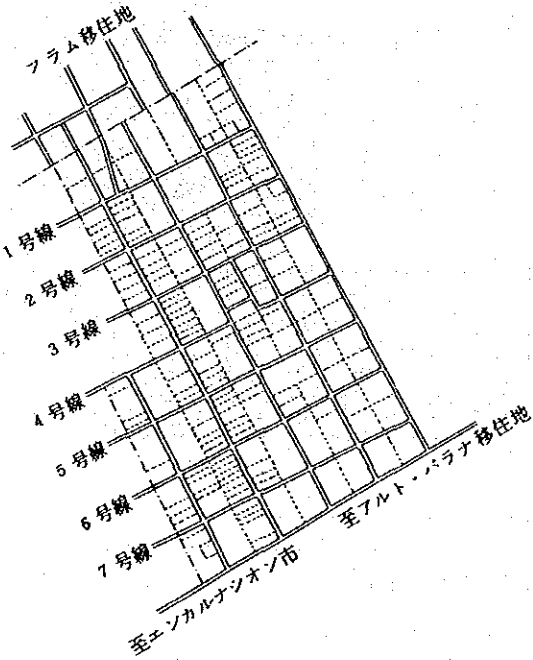 フラム移住地
1号線
2号線
3号線
4号線
5号線
6号線
7号線
至エンカルナシオン市
至アルト・パラナ移住地